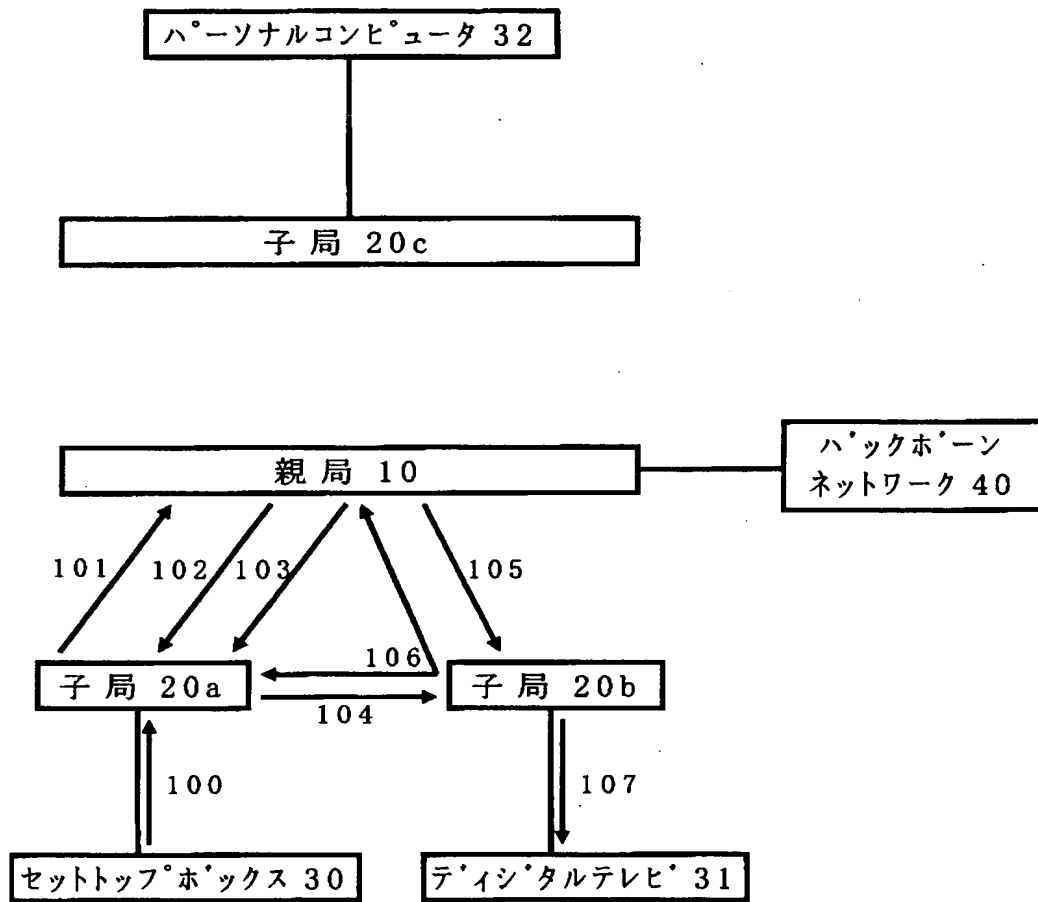 パーソナルコンピュータ 32
子局 20c
親局 10
バックボーン
ネットワーク 40
101
102
103
105
106
子局 20a
子局 20b
104
100
107
セットトップボックス 30
ディジタルテレビ 31